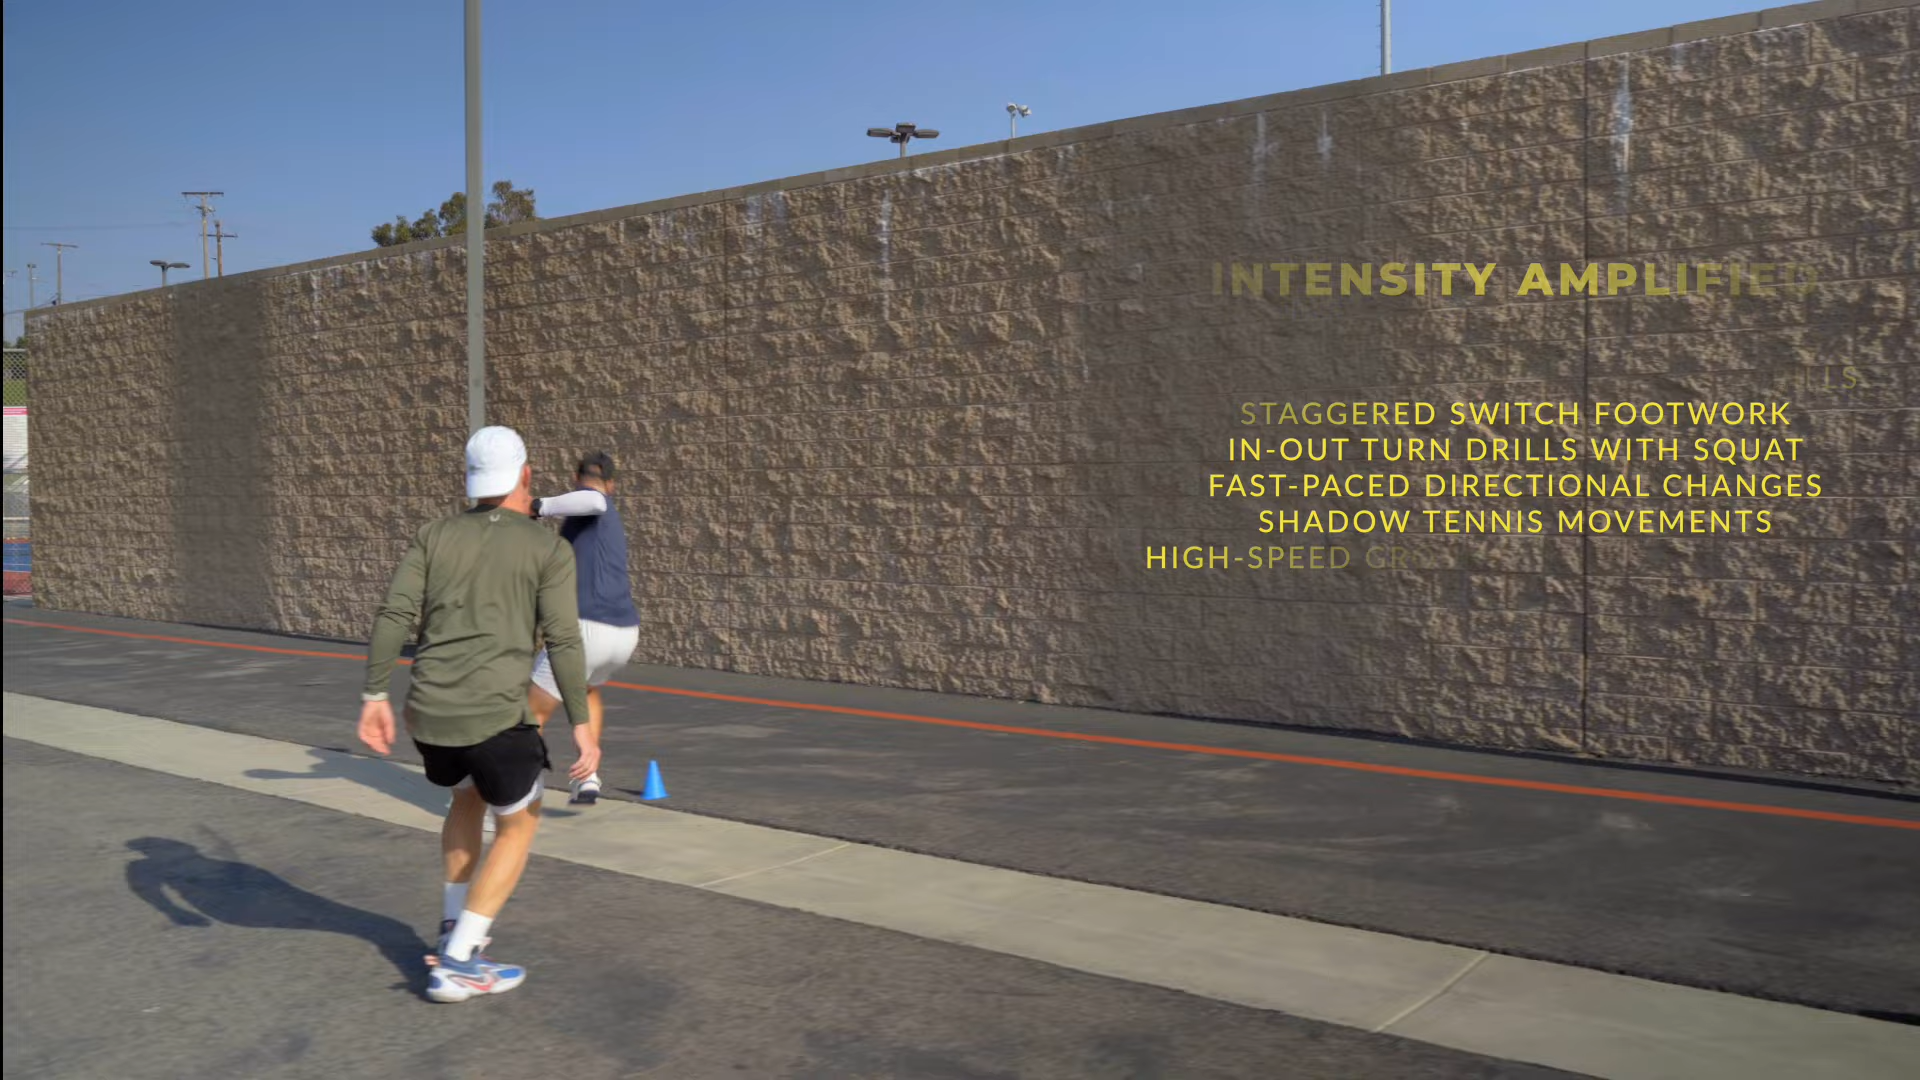 INTENSITY AMPLIFIED
STAGGERED SWITCH FOOTWORK
IN-OUT TURN DRILLS WITH SQUAT
FAST-PACED DIRECTIONAL CHANGES
SHADOW TENNIS MOVEMENTS
HIGH-SPEED